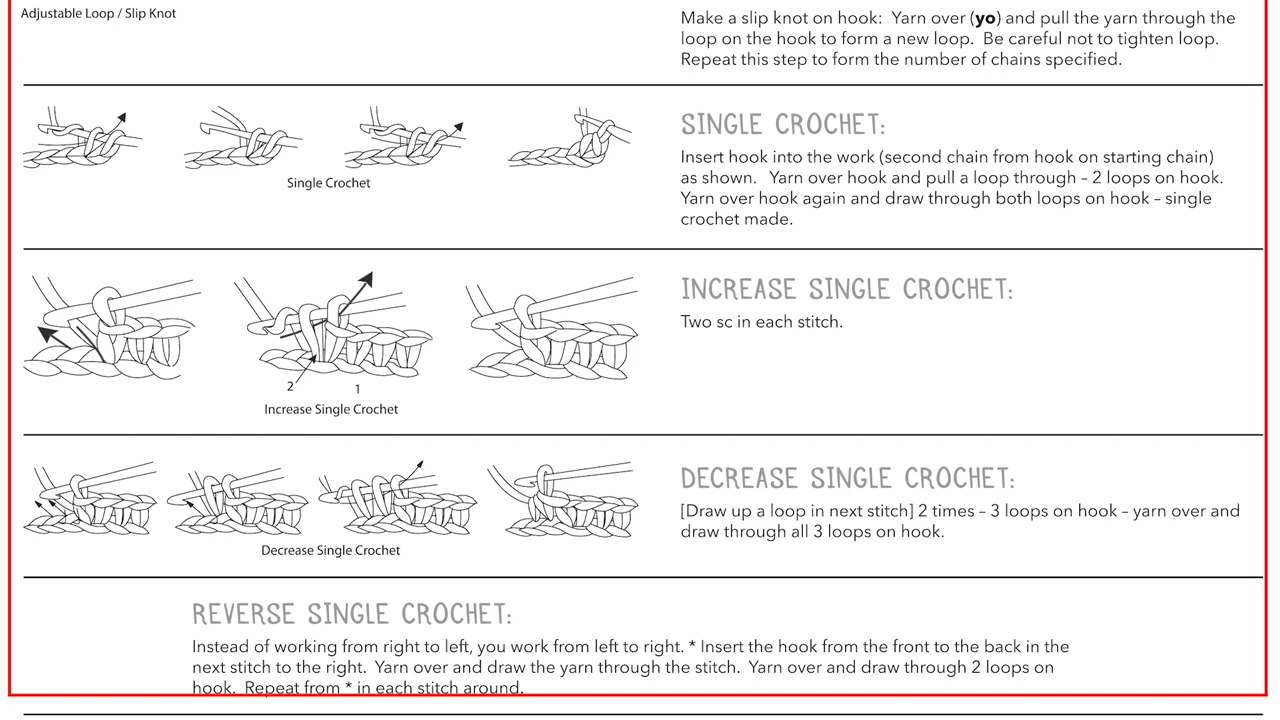 Adjustable Loop / Slip Knot
Make a slip knot on hook: Yarn over (yo) and pull the yarn through the
loop on the hook to form a new loop. Be careful not to tighten loop.
Repeat this step to form the number of chains specified.
Single Crochet
SINGLE CROCHET:
Insert hook into the work (second chain from hook on starting chain)
as shown. Yarn over hook and pull a loop through – 2 loops on hook.
Yarn over hook again and draw through both loops on hook – single
crochet made.
2 1
Increase Single Crochet
INCREASE SINGLE CROCHET:
Two sc in each stitch.
Decrease Single Crochet
DECREASE SINGLE CROCHET:
[Draw up a loop in next stitch] 2 times – 3 loops on hook – yarn over and
draw through all 3 loops on hook.
REVERSE SINGLE CROCHET:
Instead of working from right to left, you work from left to right. * Insert the hook from the front to the back in the
next stitch to the right. Yarn over and draw the yarn through the stitch. Yarn over and draw through 2 loops on
hook. Repeat from * in each stitch around.